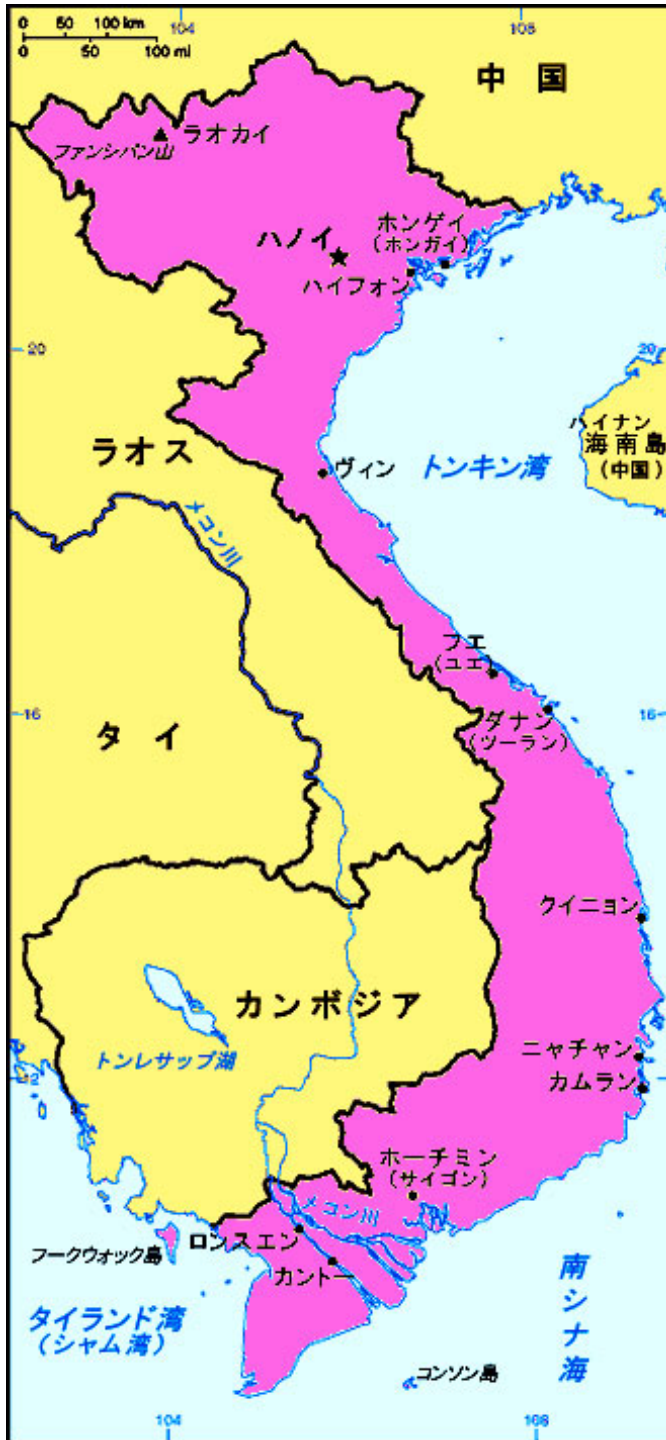 0 50 100 km
0 50 100 mi
104
108
中国
ラオカイ
ファンシパン山
ハノイ
ホンゲイ
(ホンガイ)
ハイフォン
20
20
ラオス
ハイナン
海南島
(中国)
ヴィン
トンキン湾
メコン川
フエ
(ユエ)
16
16
タイ
ダナン
(ツーラン)
クイニョン
カンボジア
トンレサップ湖
ニャチャン
12
カムラン
ホーチミン
(サイゴン)
メコン川
ロンスエン
フークウォック島
カントー
南シナ海
タイランド湾
(シャム湾)
コンソン島
104
168